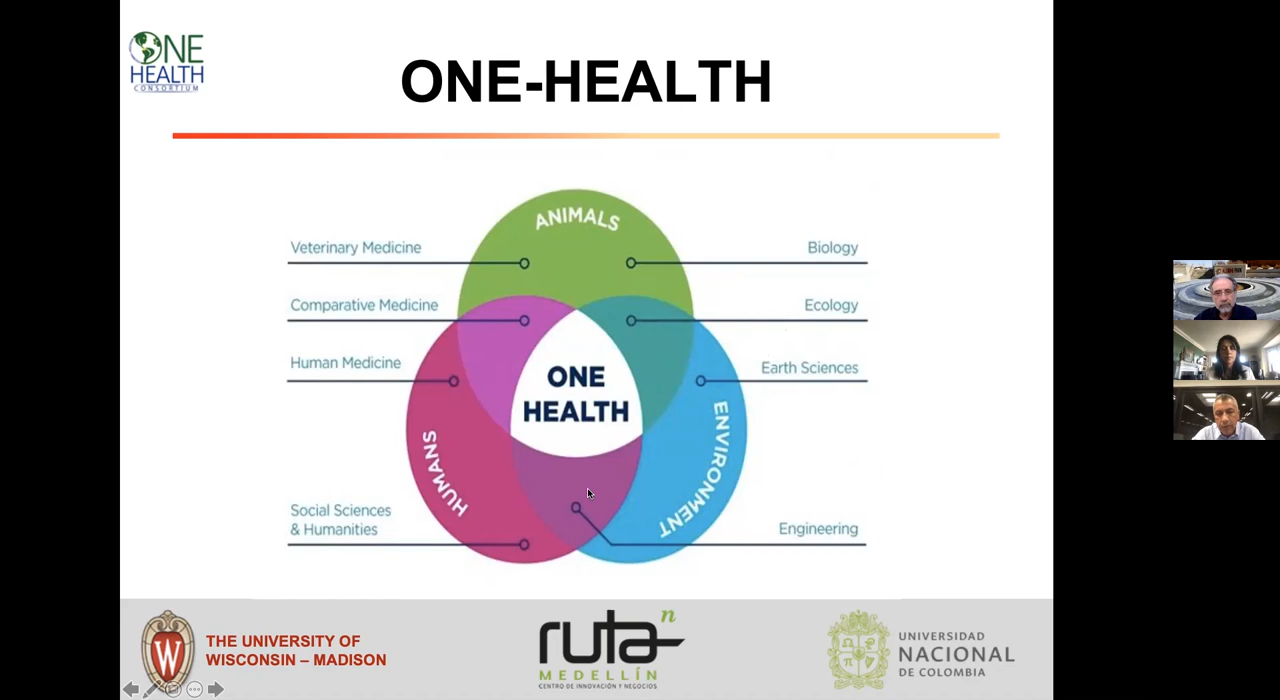 ONE
HEALTH
CONSORTIUM
ONE-HEALTH
ANIMALS
Veterinary Medicine
Biology
Comparative Medicine
Ecology
Human Medicine
Earth Sciences
ONE
HEALTH
HUMANS
ENVIRONMENT
Social Sciences
& Humanities
Engineering
W
THE UNIVERSITY OF
WISCONSIN – MADISON
ruta n
MEDELLÍN
CENTRO DE INNOVACIÓN Y NEGOCIOS
UNIVERSIDAD
NACIONAL
DE COLOMBIA